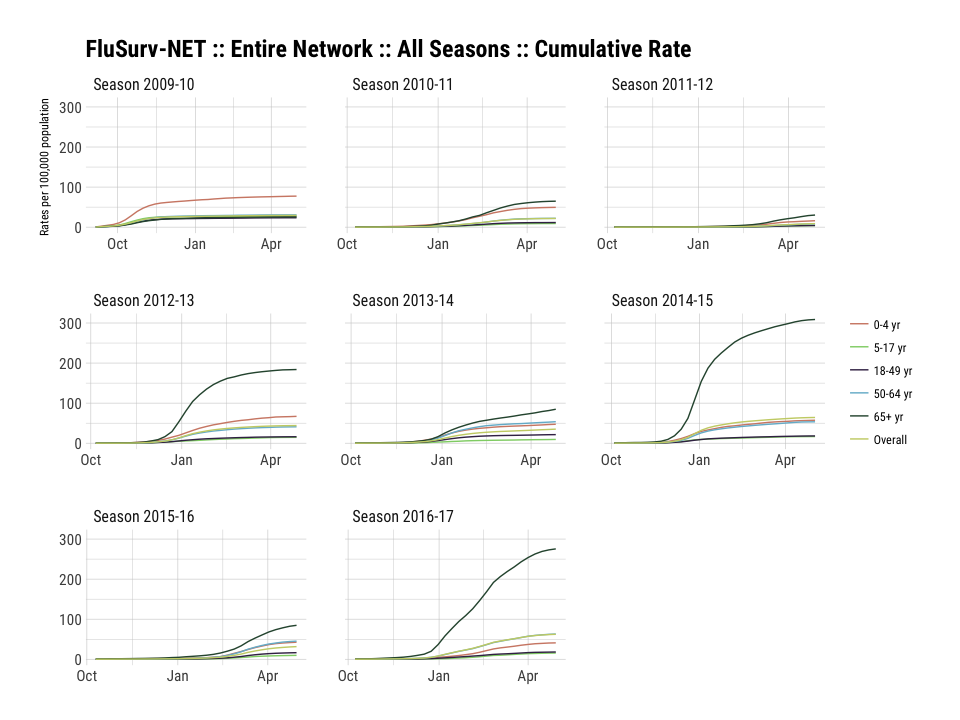 FluSurv-NET :: Entire Network :: All Seasons :: Cumulative Rate
Season 2009-10
Season 2010-11
Season 2011-12
Rates per 100,000 population
300
200
100
0
Oct Jan Apr
Oct Jan Apr
Oct Jan Apr
Season 2012-13
Season 2013-14
Season 2014-15
300
200
100
0
Oct Jan Apr
Oct Jan Apr
Oct Jan Apr
0-4 yr
5-17 yr
18-49 yr
50-64 yr
65+ yr
Overall
Season 2015-16
Season 2016-17
300
200
100
0
Oct Jan Apr
Oct Jan Apr